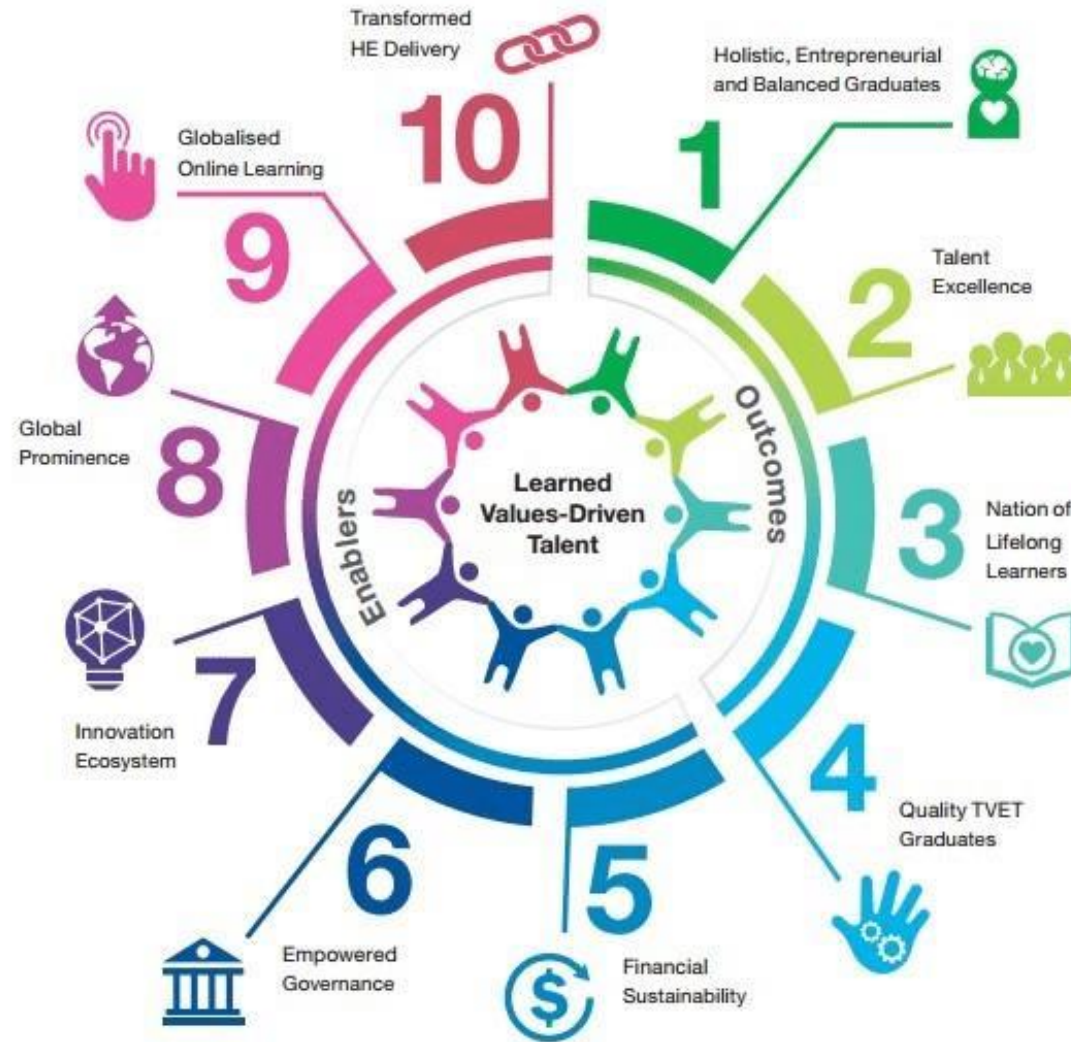 1
Holistic, Entrepreneurial
and Balanced Graduates
2
Talent
Excellence
3
Nation of
Lifelong
Learners
4
Quality TVET
Graduates
5
Financial
Sustainability
$
6
Empowered
Governance
7
Innovation
Ecosystem
8
Global
Prominence
9
Globalised
Online Learning
10
Transformed
HE Delivery
Outcomes
Enablers
Learned
Values-Driven
Talent